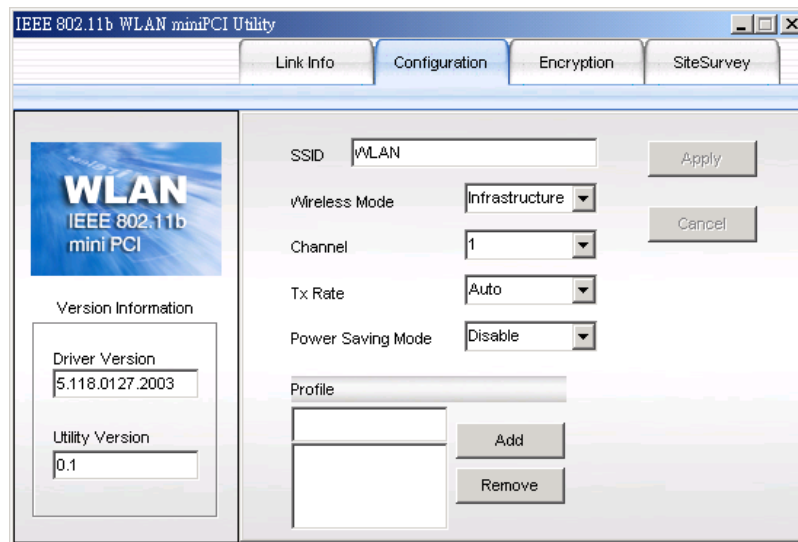 IEEE 802.11b WLAN miniPCI Utility
Link Info
Configuration
Encryption
SiteSurvey
WLAN
IEEE 802.11b
mini PCI
Version Information
Driver Version
5.118.0127.2003
Utility Version
0.1
SSID
WLAN
Wireless Mode
Infrastructure
Channel
1
Tx Rate
Auto
Power Saving Mode
Disable
Profile
Add
Remove
Apply
Cancel